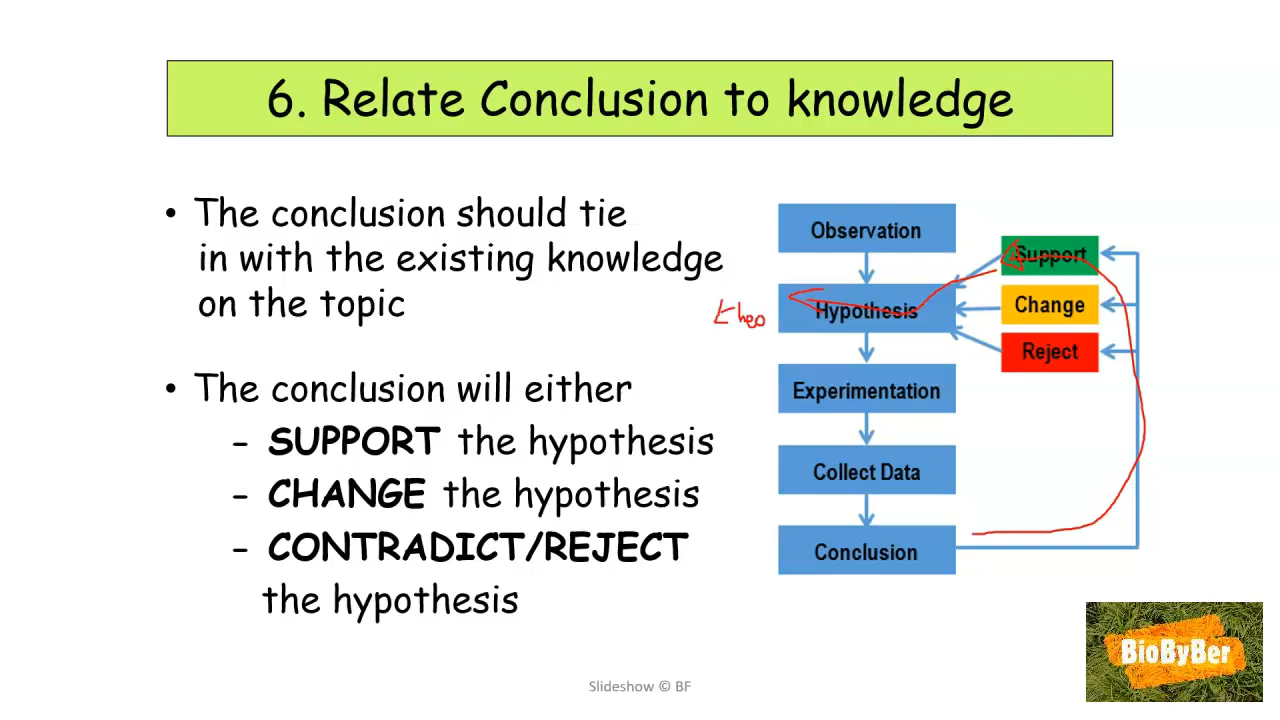 6. Relate Conclusion to knowledge
• The conclusion should tie
in with the existing knowledge
on the topic
• The conclusion will either
- SUPPORT the hypothesis
- CHANGE the hypothesis
- CONTRADICT/REJECT
the hypothesis
Observation
Hypothesis
Experimentation
Collect Data
Conclusion
Support
Change
Reject
theo
BioByBer
Slideshow © BF